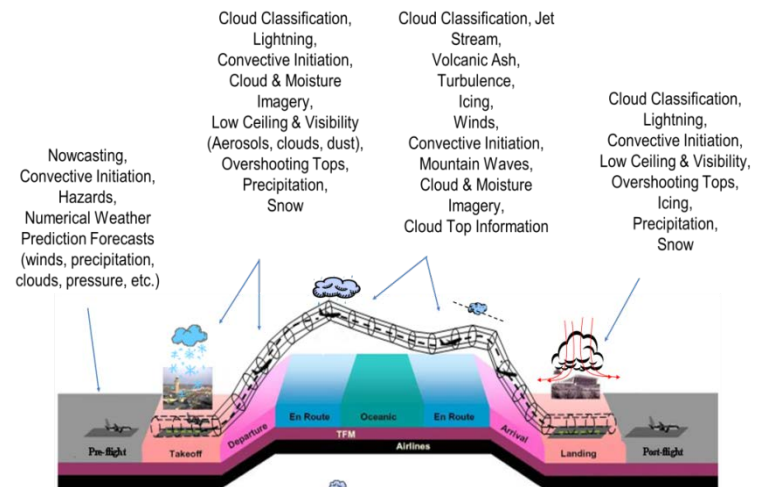 Cloud Classification,
Lightning,
Convective Initiation,
Cloud & Moisture
Imagery,
Low Ceiling & Visibility
(Aerosols, clouds, dust),
Overshooting Tops,
Precipitation,
Snow
Cloud Classification, Jet
Stream,
Volcanic Ash,
Turbulence,
Icing,
Winds,
Convective Initiation,
Mountain Waves,
Cloud & Moisture
Imagery,
Cloud Top Information
Cloud Classification,
Lightning,
Convective Initiation,
Low Ceiling & Visibility,
Overshooting Tops,
Icing,
Precipitation,
Snow
Nowcasting,
Convective Initiation,
Hazards,
Numerical Weather
Prediction Forecasts
(winds, precipitation,
clouds, pressure, etc.)
Pre-flight
Takeoff
Departure
En Route
Oceanic
En Route
Arrival
Landing
Post-flight
TFM
Airlines